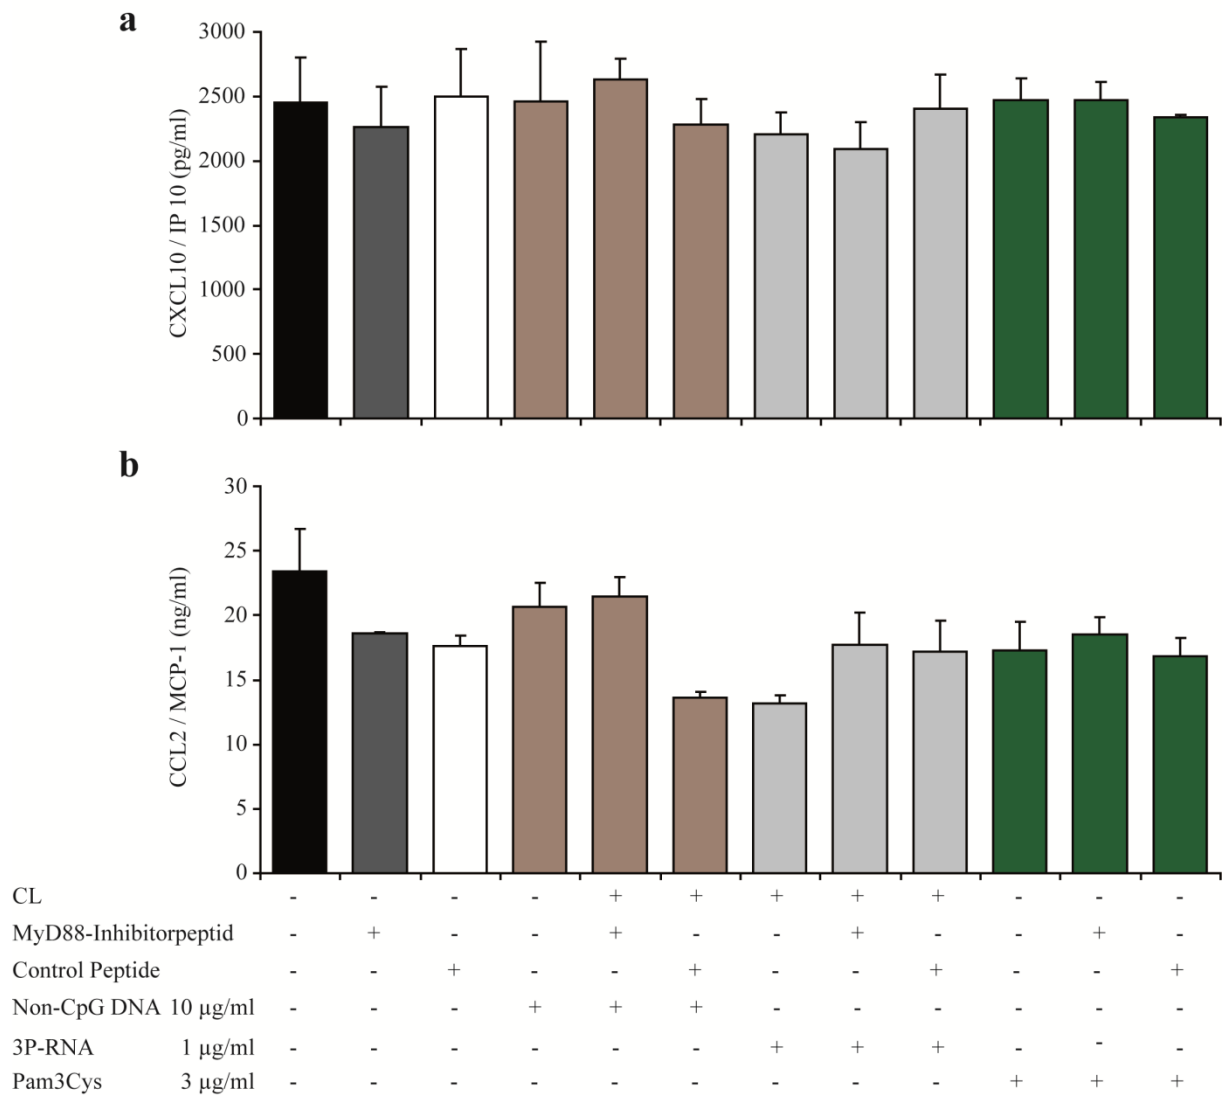 a
3000
2500
2000
1500
1000
500
0
CXCL10 / IP 10 (pg/ml)
b
30
25
20
15
10
5
0
CCL2 / MCP-1 (ng/ml)
CL - - - - + + + + + - - -
MyD88-Inhibitorpeptid - + - - + - - + - - + -
Control Peptide - - + - - + - - + - - +
Non-CpG DNA 10 µg/ml - - - + + + - - - - - -
3P-RNA 1 µg/ml - - - - - - + + + - - -
Pam3Cys 3 µg/ml - - - - - - - - - + + +